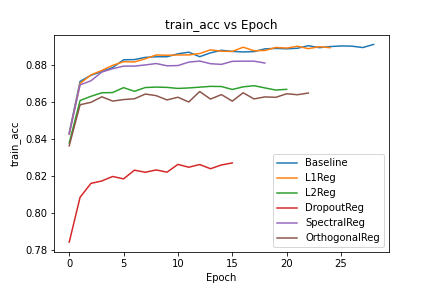 train_acc vs Epoch
train_acc
0.88
0.86
0.84
0.82
0.80
0.78
0
5
10
15
20
25
Epoch
Baseline
L1Reg
L2Reg
DropoutReg
SpectralReg
OrthogonalReg